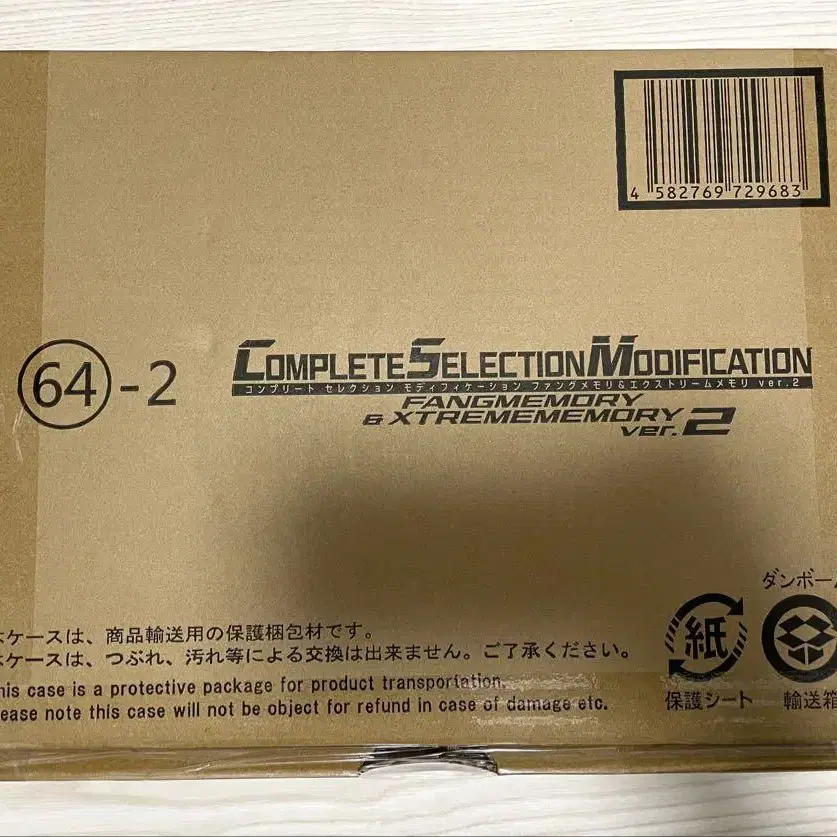 4 582769 729683
64-2
COMPLETE SELECTION MODIFICATION
コンプリート セレクション モディフィケーション ファングメモリ&エクストリームメモリ ver.2
FANGMEMORY
& XTREMEMEMORY
ver.2
ダンボール
ケースは、商品輸送用の保護梱包材です。
ケースは、つぶれ、汚れ等による交換は出来ません。ご了承ください。
his case is a protective package for product transportation.
ease note this case will not be object for refund in case of damage etc.
紙
保護シート
輸送箱